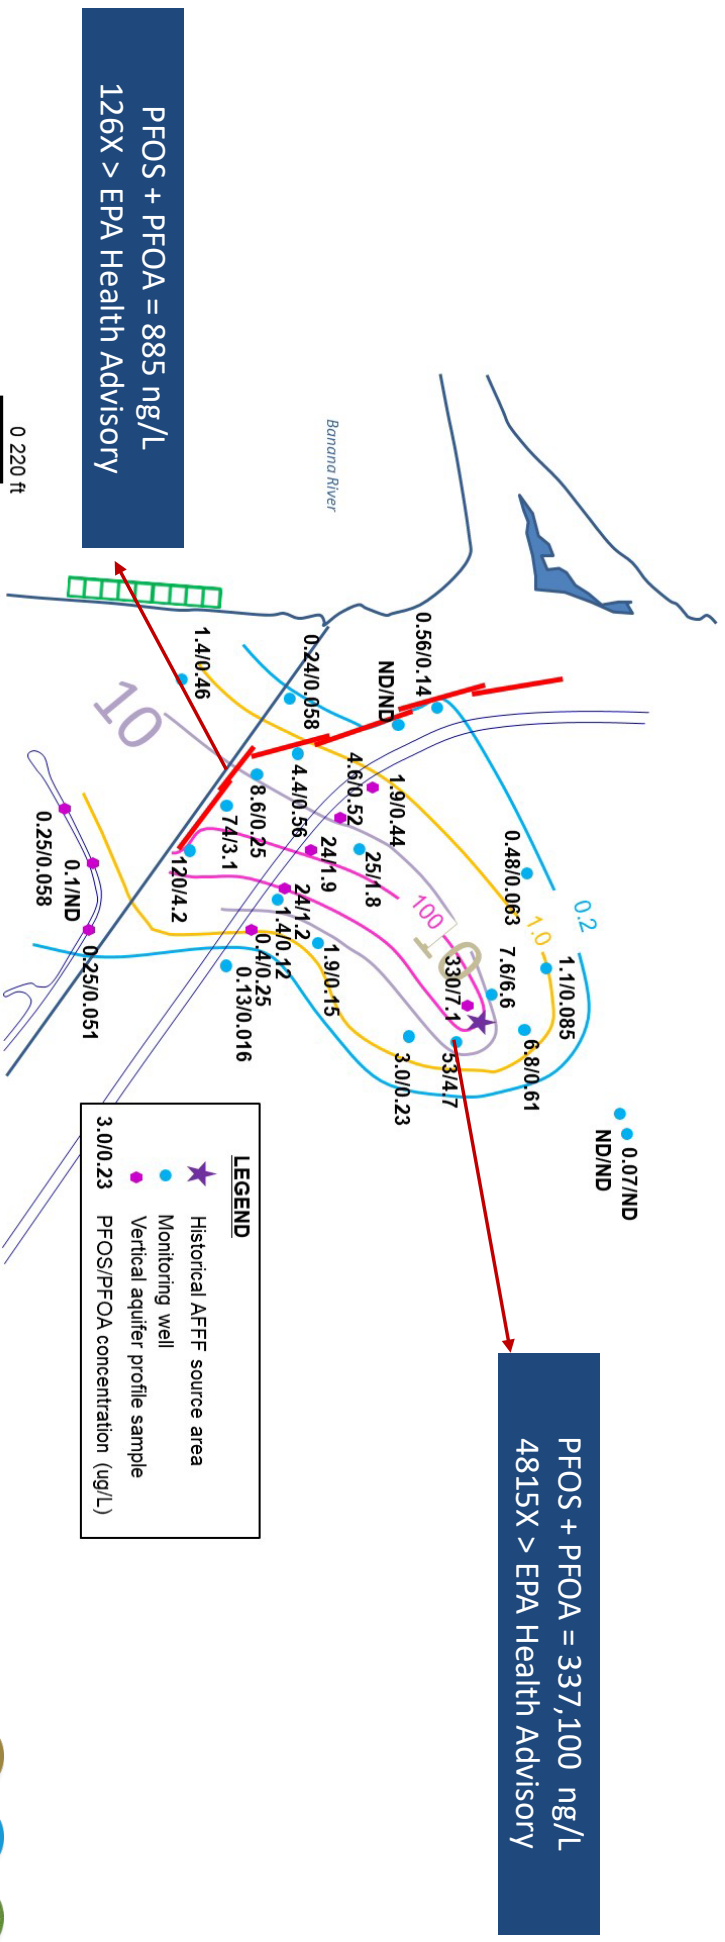 PFOS + PFOA = 337,100 ng/L
4815X > EPA Health Advisory
0.07/ND
ND/ND
0.2
1.1/0.085
1.0
0.48/0.063
6.8/0.61
7.6/6.6
10
330/7.1
53/4.7
100
0.56/0.14
ND/ND
1.9/0.44
25/1.8
3.0/0.23
4.6/0.52
Banana River
24/1.9
1.9/0.15
0.24/0.058
4.4/0.56
24/1.2
1.4/0.12
8.6/0.25
0.4/0.25
74/3.1
0.13/0.016
1.4/0.46
120/4.2
10
0.25/0.051
0.1/ND
0.25/0.058
PFOS + PFOA = 885 ng/L
126X > EPA Health Advisory
0 220 ft
LEGEND
Historical AFFF source area
Monitoring well
Vertical aquifer profile sample
3.0/0.23 PFOS/PFOA concentration (ug/L)